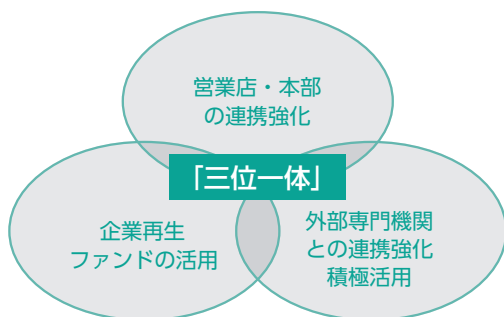 営業店・本部
の連携強化
「三位一体」
企業再生
ファンドの活用
外部専門機関
との連携強化
積極活用